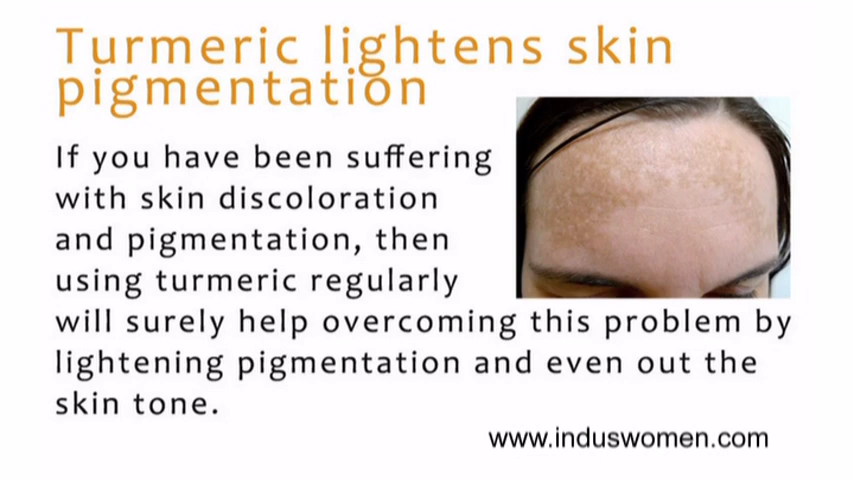 Turmeric lightens skin
pigmentation
If you have been suffering
with skin discoloration
and pigmentation, then
using turmeric regularly
will surely help overcoming this problem by
lightening pigmentation and even out the
skin tone.
www.induswomen.com